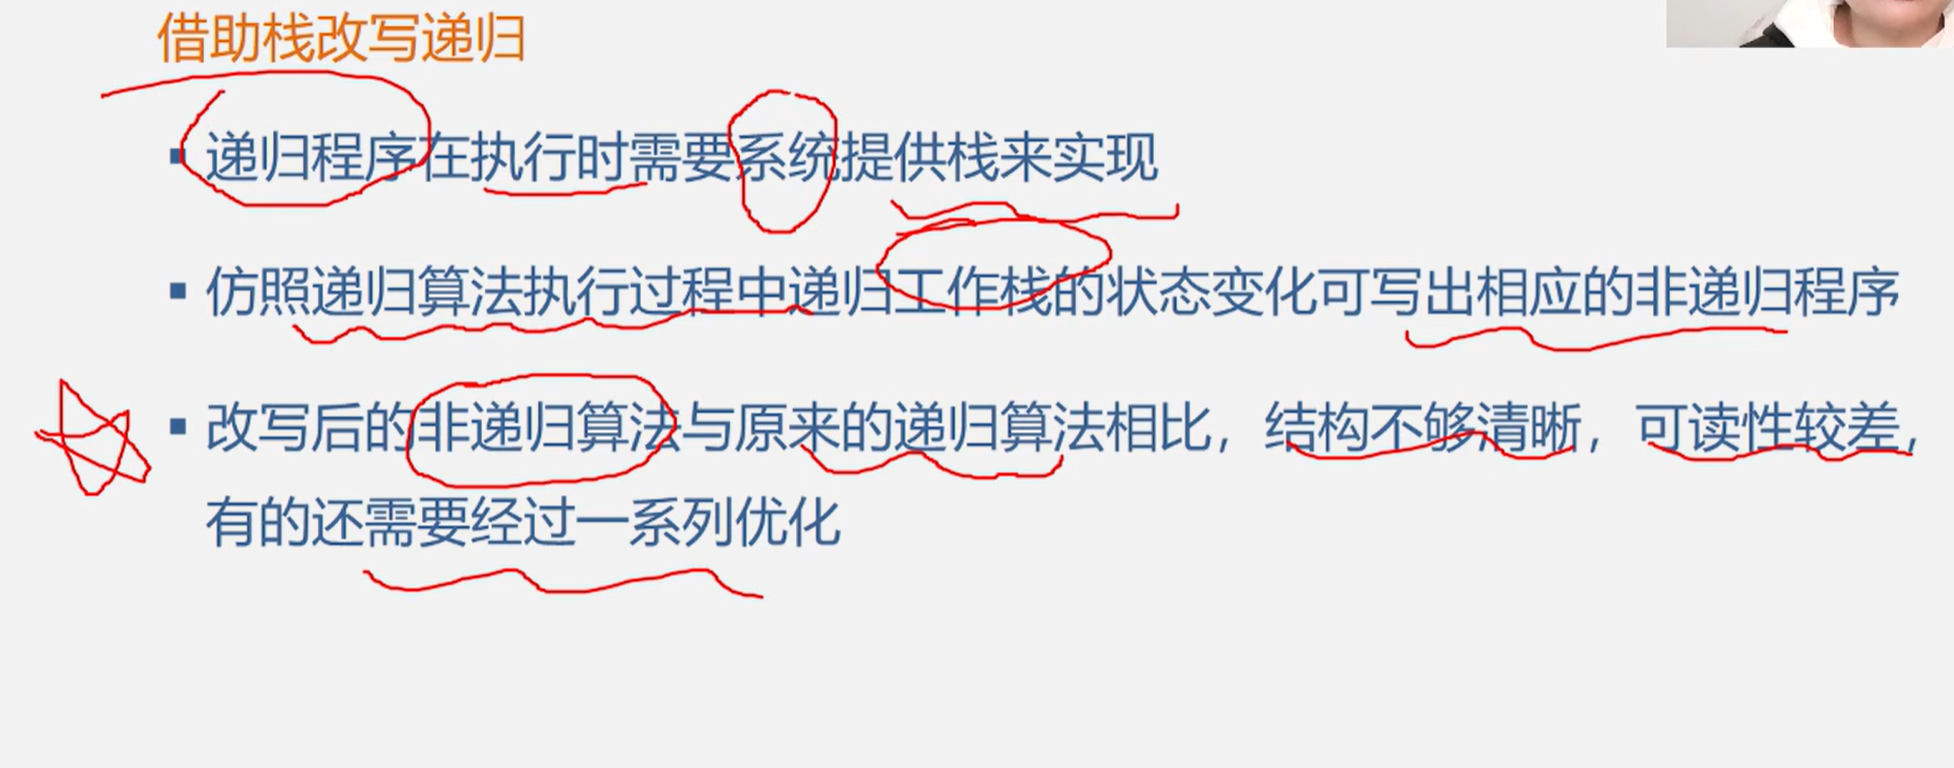 借助栈改写递归
▪ 递归程序在执行时需要系统提供栈来实现
▪ 仿照递归算法执行过程中递归工作栈的状态变化可写出相应的非递归程序
▪ 改写后的非递归算法与原来的递归算法相比，结构不够清晰，可读性较差，
有的还需要经过一系列优化